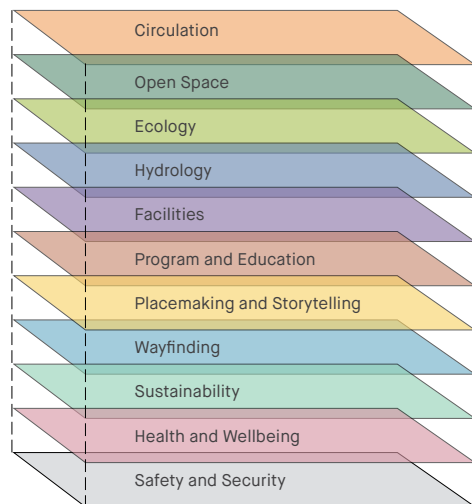 Circulation
Open Space
Ecology
Hydrology
Facilities
Program and Education
Placemaking and Storytelling
Wayfinding
Sustainability
Health and Wellbeing
Safety and Security